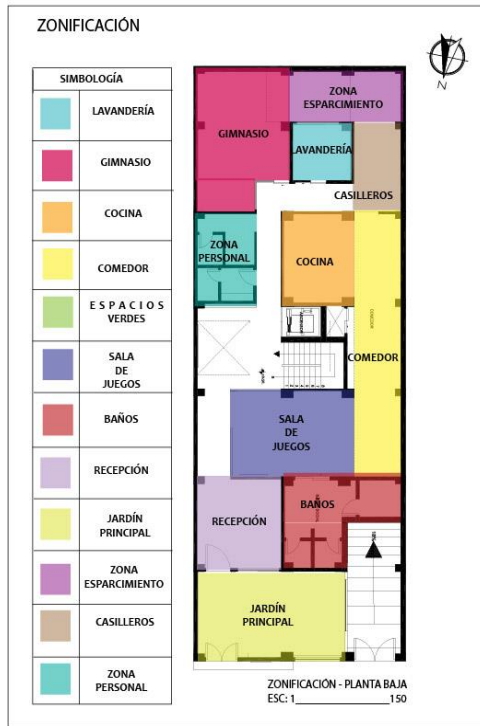 ZONIFICACIÓN
N
SIMBOLOGÍA
LAVANDERÍA
GIMNASIO
COCINA
COMEDOR
ESPACIOS
VERDES
SALA
DE
JUEGOS
BAÑOS
RECEPCIÓN
JARDÍN
PRINCIPAL
ZONA
ESPARCIMIENTO
CASILLEROS
ZONA
PERSONAL
ZONA
ESPARCIMIENTO
GIMNASIO
LAVANDERÍA
CASILLEROS
ZONA
PERSONAL
COCINA
COMEDOR
COMEDOR
SALA
DE
JUEGOS
BAÑOS
RECEPCIÓN
JARDÍN
PRINCIPAL
ZONIFICACIÓN - PLANTA BAJA
ESC: 1____________150